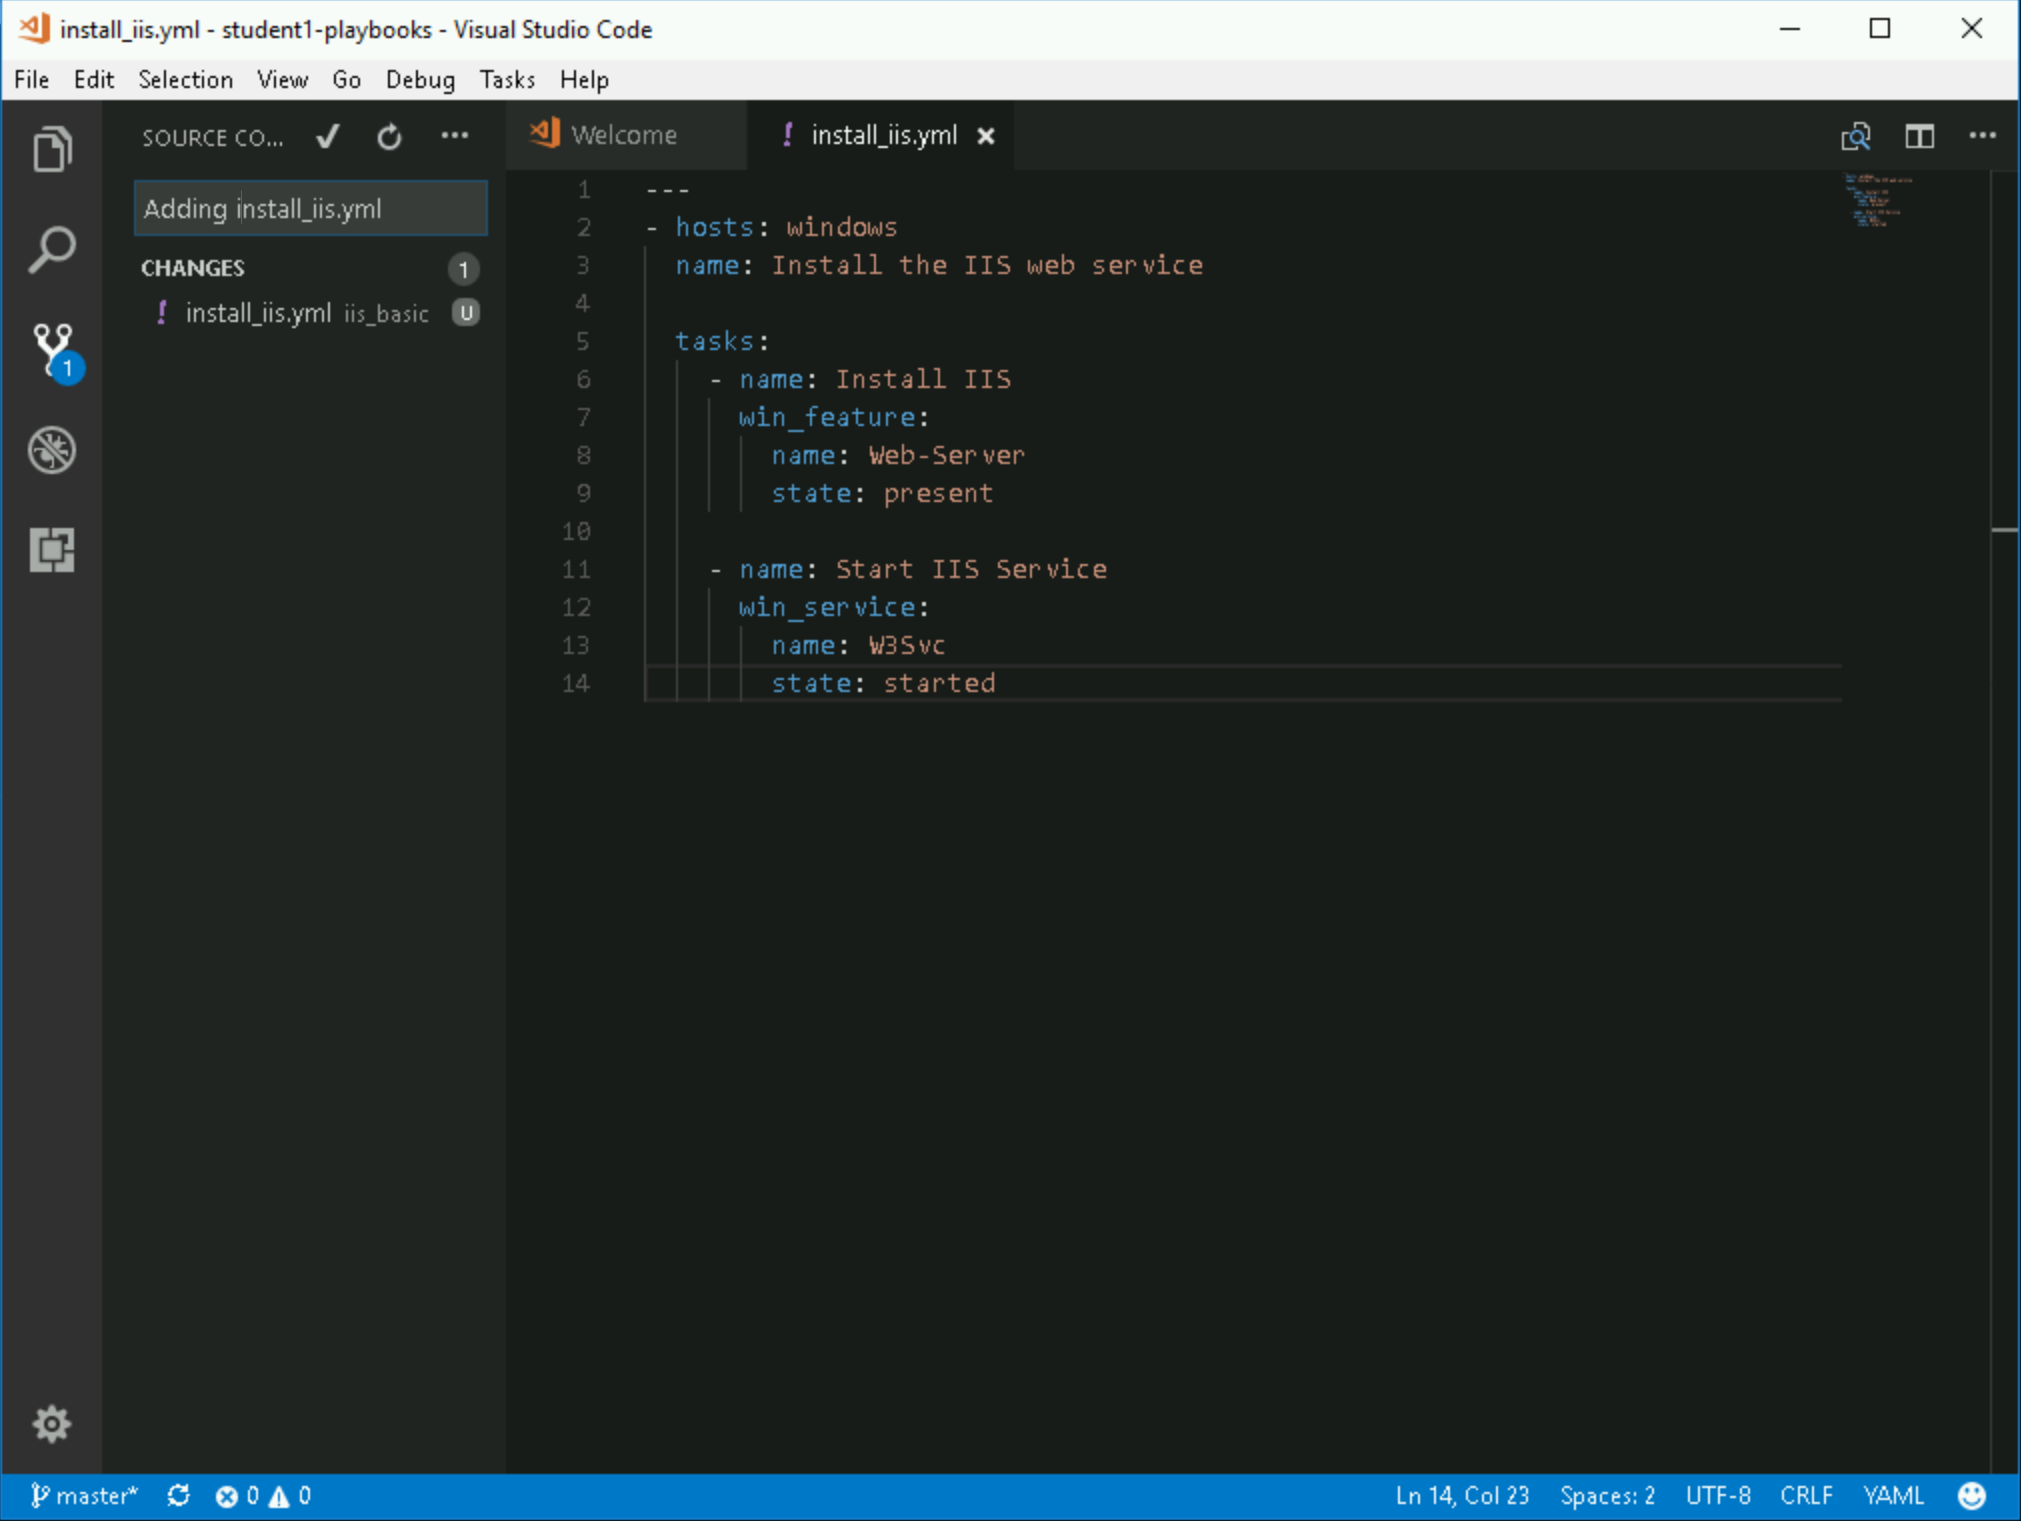 install_iis.yml - student1-playbooks - Visual Studio Code
File Edit Selection View Go Debug Tasks Help
SOURCE CO...
Adding install_iis.yml
CHANGES 1
! install_iis.yml iis_basic U
1
Welcome ! install_iis.yml
1 ---
2 - hosts: windows
3 name: Install the IIS web service
4
5 tasks:
6 - name: Install IIS
7 win_feature:
8 name: Web-Server
9 state: present
10
11 - name: Start IIS Service
12 win_service:
13 name: W3Svc
14 state: started
master* 0 0 Ln 14, Col 23 Spaces: 2 UTF-8 CRLF YAML